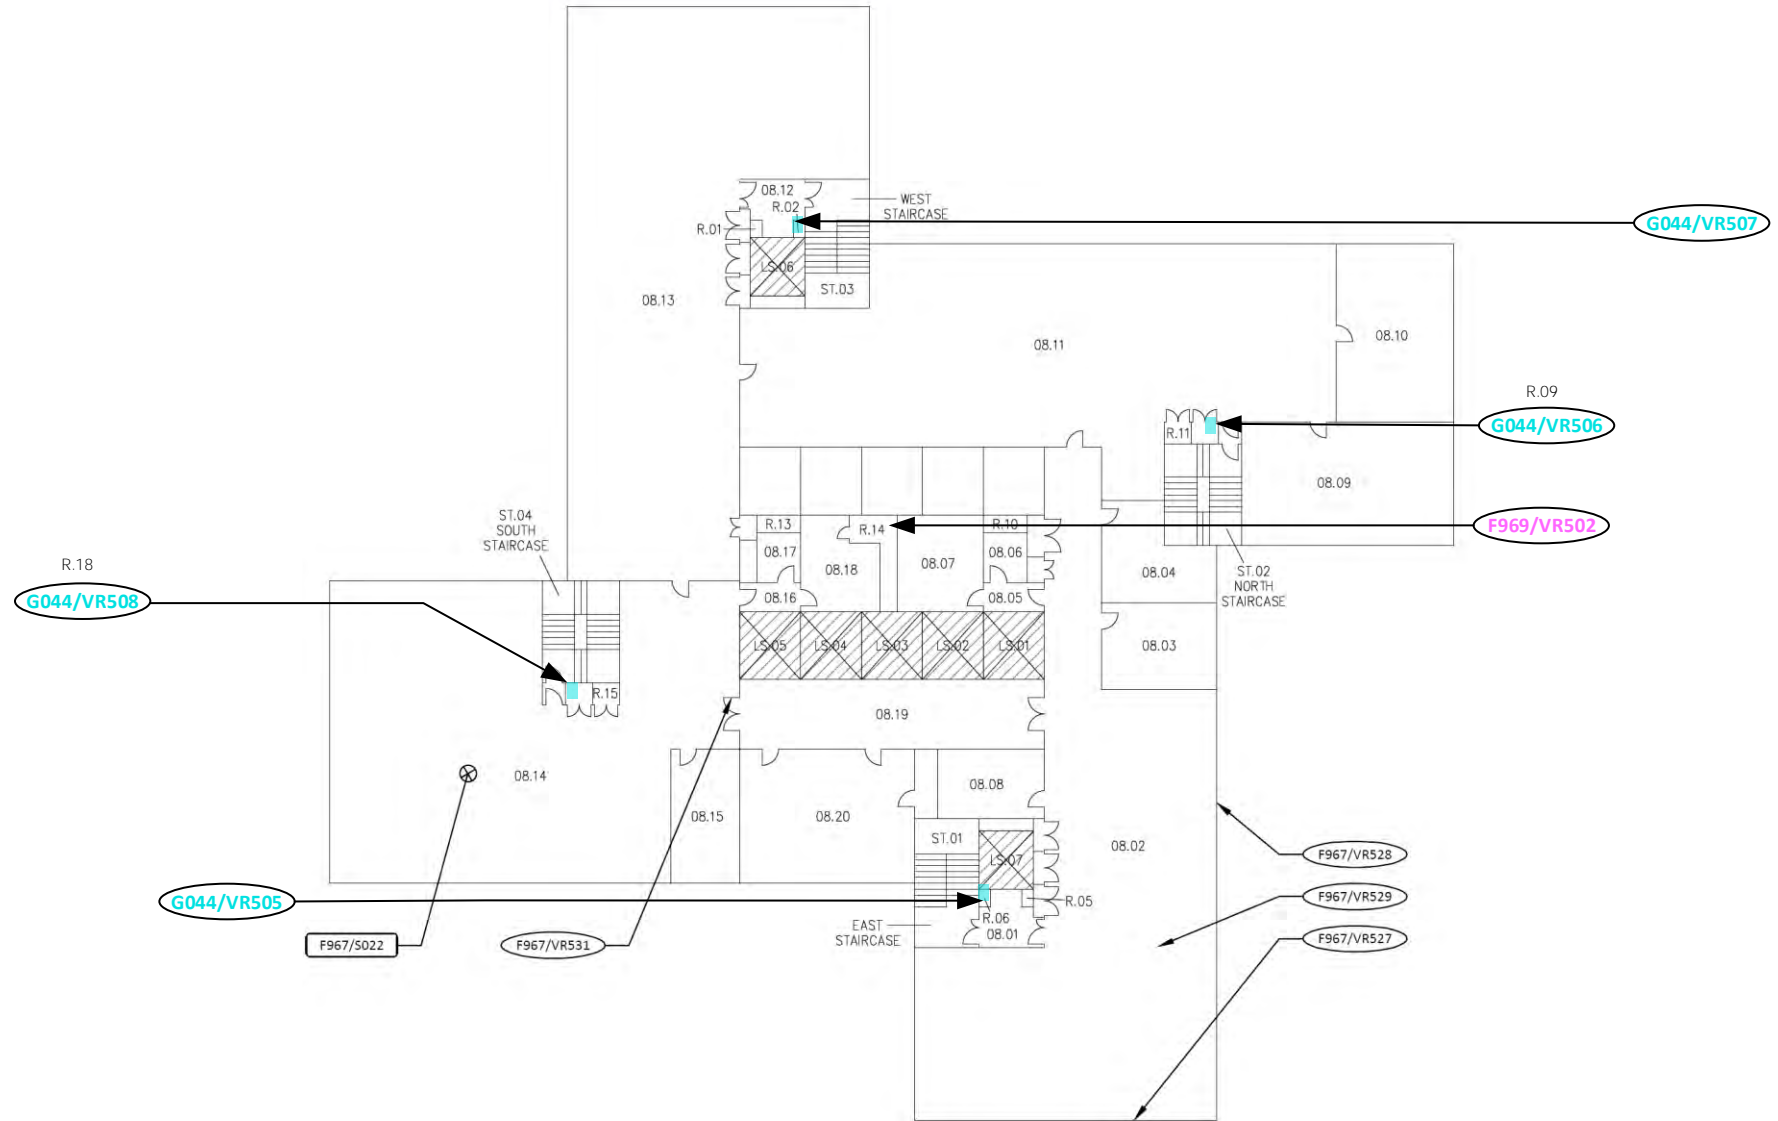 08.12
R.02
WEST
STAIRCASE
G044/VR507
R.01
LS.06
ST.03
08.13
08.11
08.10
R.09
G044/VR506
R.11
08.09
ST.04
SOUTH
STAIRCASE
R.13
R.14
R.10
F969/VR502
08.17
08.18
08.07
08.06
R.18
G044/VR508
08.16
08.05
08.04
ST.02
NORTH
STAIRCASE
LS.05
LS.04
LS.03
LS.02
LS.01
08.03
R.15
08.19
08.14
08.08
08.15
08.20
ST.01
LS.07
08.02
F967/VR528
G044/VR505
R.06
R.05
F967/VR529
EAST
STAIRCASE
08.01
F967/S022
F967/VR531
F967/VR527